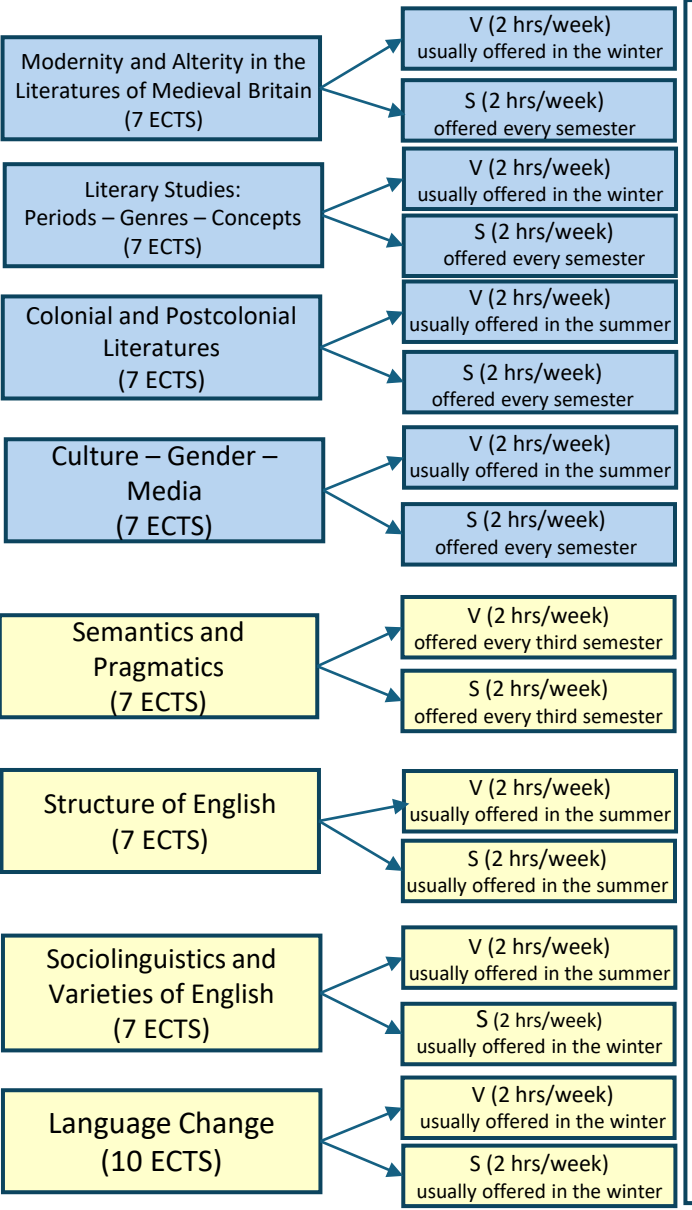 Modernity and Alterity in the
Literatures of Medieval Britain
(7 ECTS)
V (2 hrs/week)
usually offered in the winter
S (2 hrs/week)
offered every semester
Literary Studies:
Periods – Genres – Concepts
(7 ECTS)
V (2 hrs/week)
usually offered in the winter
S (2 hrs/week)
offered every semester
Colonial and Postcolonial
Literatures
(7 ECTS)
V (2 hrs/week)
usually offered in the summer
S (2 hrs/week)
offered every semester
Culture – Gender –
Media
(7 ECTS)
V (2 hrs/week)
usually offered in the summer
S (2 hrs/week)
offered every semester
Semantics and
Pragmatics
(7 ECTS)
V (2 hrs/week)
offered every third semester
S (2 hrs/week)
offered every third semester
Structure of English
(7 ECTS)
V (2 hrs/week)
usually offered in the summer
S (2 hrs/week)
usually offered in the summer
Sociolinguistics and
Varieties of English
(7 ECTS)
V (2 hrs/week)
usually offered in the summer
S (2 hrs/week)
usually offered in the winter
Language Change
(10 ECTS)
V (2 hrs/week)
usually offered in the winter
S (2 hrs/week)
usually offered in the winter